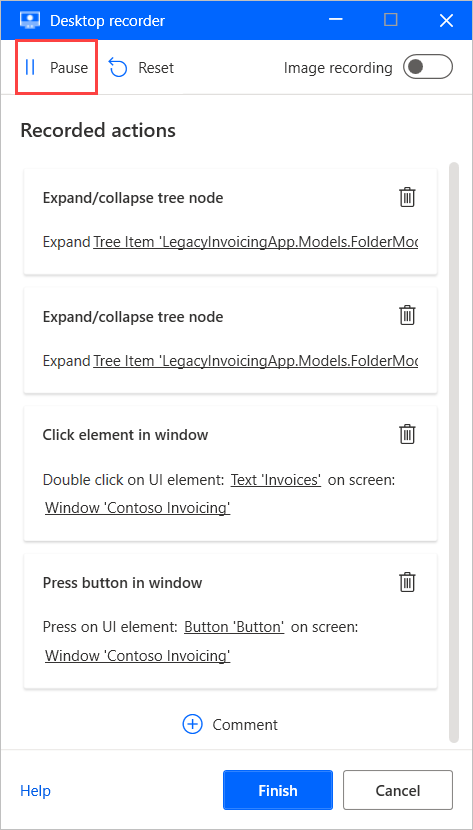 Desktop recorder
Pause Reset Image recording
Recorded actions
Expand/collapse tree node
Expand Tree Item 'LegacyInvoicingApp.Models.FolderMod
Expand/collapse tree node
Expand Tree Item 'LegacyInvoicingApp.Models.FolderMod
Click element in window
Double click on UI element: Text 'Invoices' on screen:
Window 'Contoso Invoicing'
Press button in window
Press on UI element: Button 'Button' on screen:
Window 'Contoso Invoicing'
Comment
Help Finish Cancel